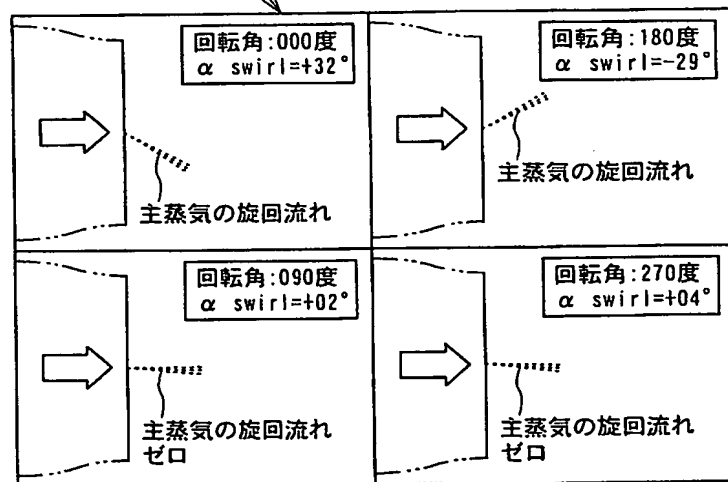 回転角:000度
α swirl=+32°
主蒸気の旋回流れ
回転角:180度
α swirl=-29°
主蒸気の旋回流れ
回転角:090度
α swirl=+02°
主蒸気の旋回流れ
ゼロ
回転角:270度
α swirl=+04°
主蒸気の旋回流れ
ゼロ